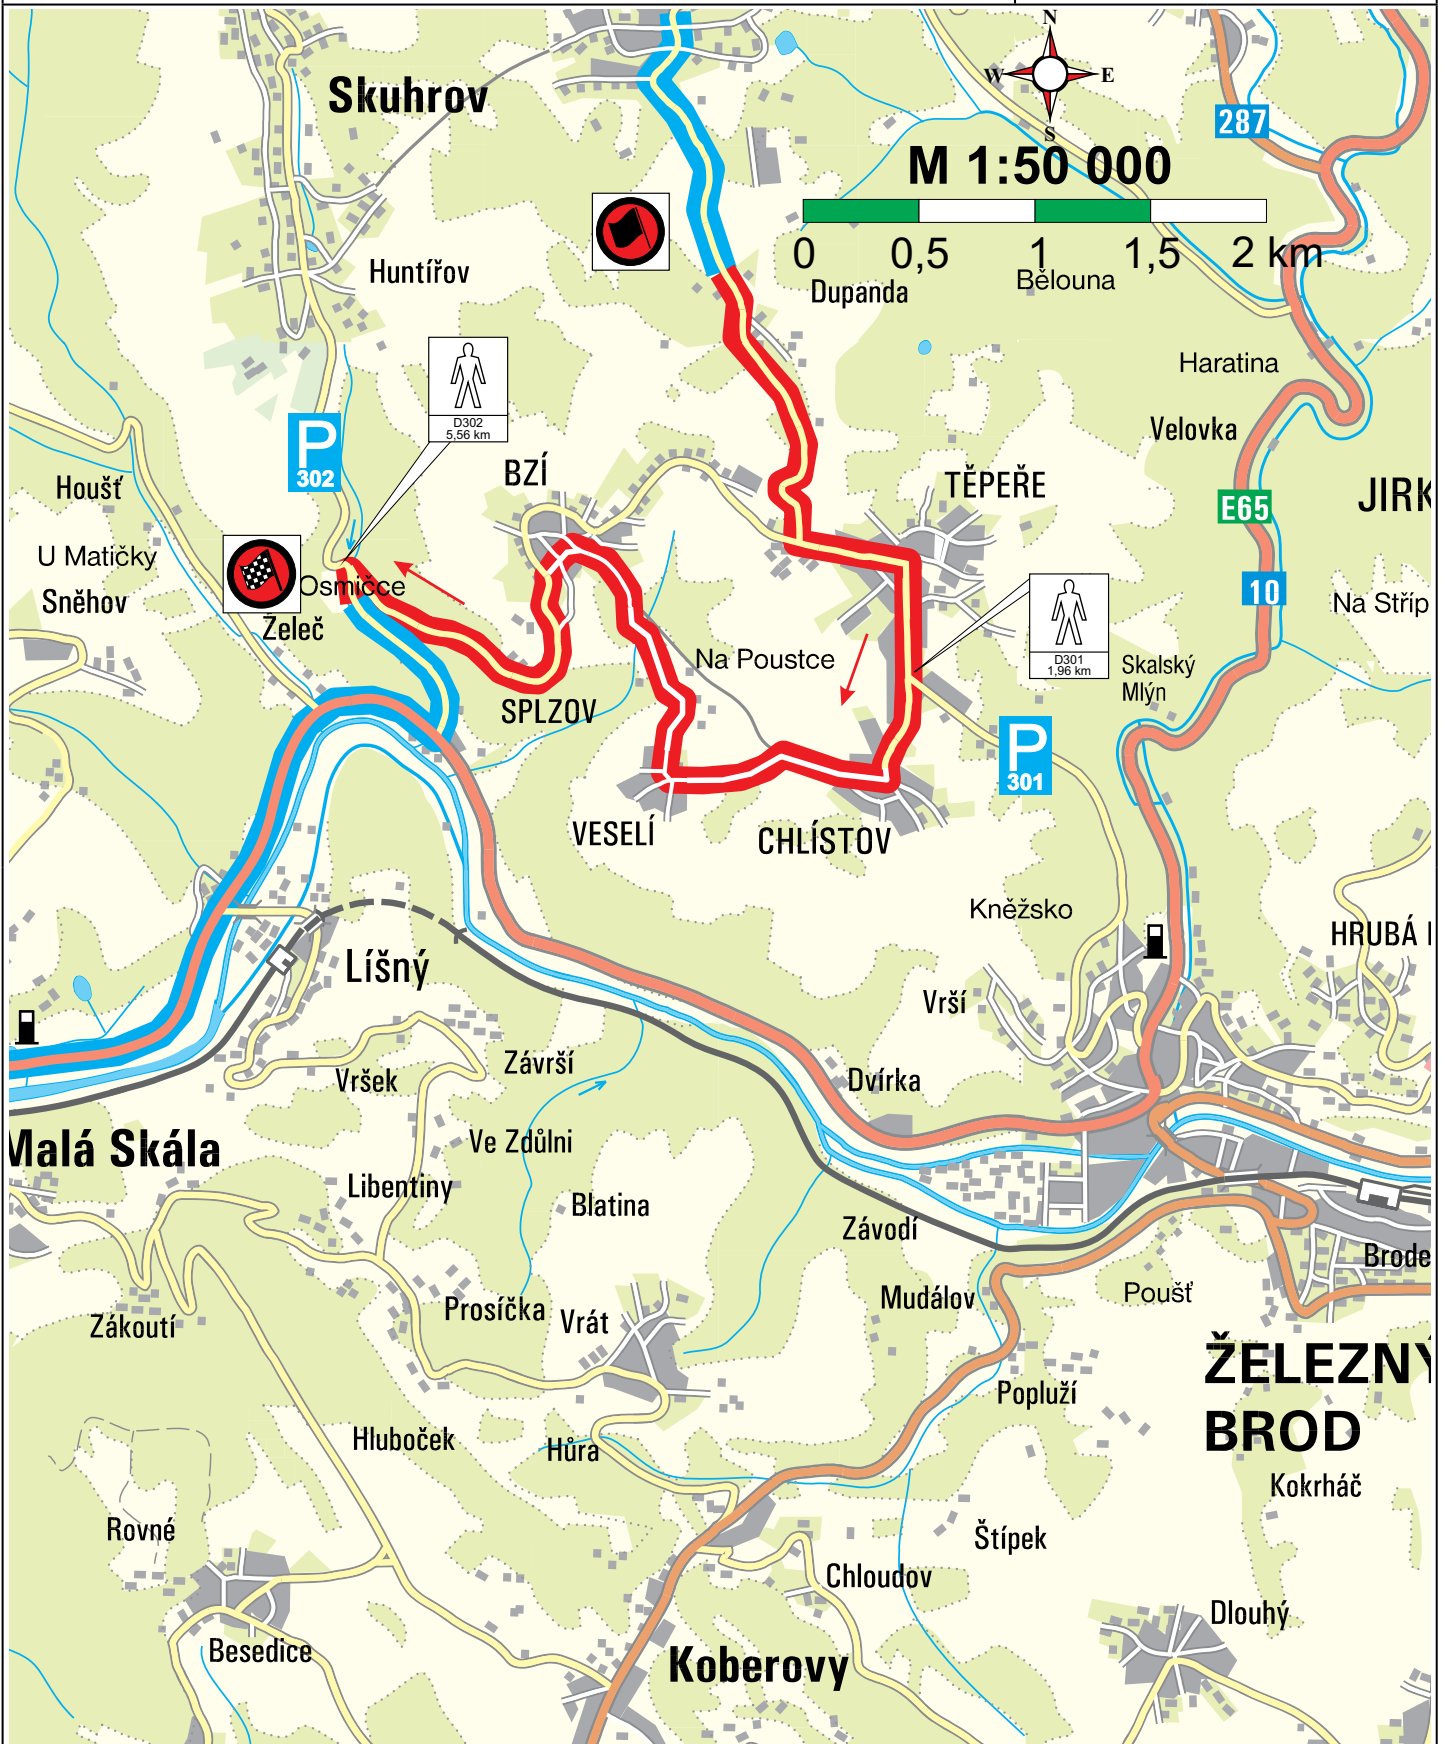 N
W
E
S
287
M 1:50 000
0
0,5
1
1,5
2 km
Skuhrov
Huntířov
Dupanda
Bělouna
Haratina
Velovka
D302
5,56 km
P
302
BZÍ
TĚPEŘE
E65
JIRK
Houšť
U Matičky
Sněhov
Osmičce
Želeč
10
Na Stříp
D301
1,96 km
Na Poustce
Skalský
Mlýn
SPLZOV
P
301
VESELÍ
CHLÍSTOV
Kněžsko
HRUBÁ
Líšný
Vrší
Závrší
Vršek
Dvírka
Ve Zdůlni
Malá Skála
Libentiny
Blatina
Závodí
Brode
Mudálov
Poušť
Prosíčka
Vrát
Zákoutí
ŽELEZNÝ
BROD
Popluží
Hluboček
Hůra
Kokrháč
Rovné
Štípek
Chloudov
Dlouhý
Besedice
Koberovy